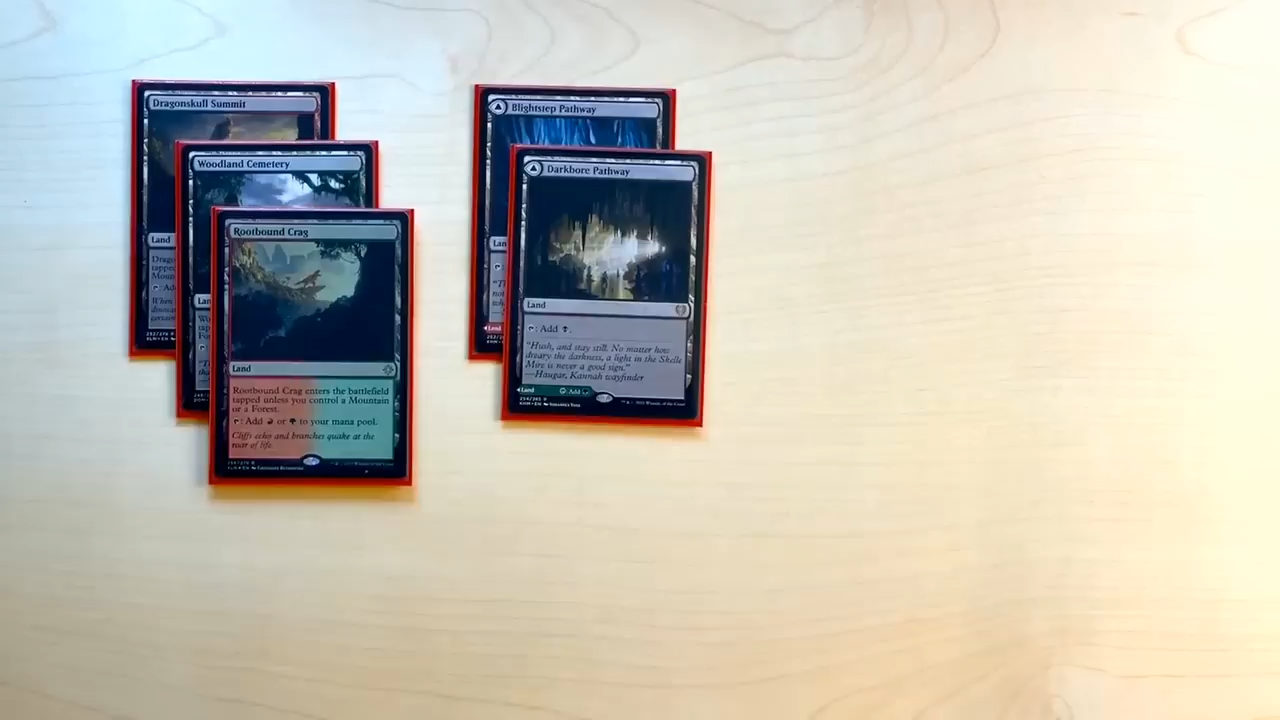 Dragonskull Summit
Land
Woodland Cemetery
Rootbound Crag
Land
Rootbound Crag enters the battlefield
tapped unless you control a Mountain
or a Forest.
: Add or to your mana pool.
Cliffs echo and branches quake at the
roar of life.
Blightstep Pathway
Land
Darkbore Pathway
Land
: Add .
"Hush, and stay still. No matter how
dreary the darkness, a light in the Skelle
Mire is never a good sign."
—Haugar, Kannah wayfinder
Land
Add